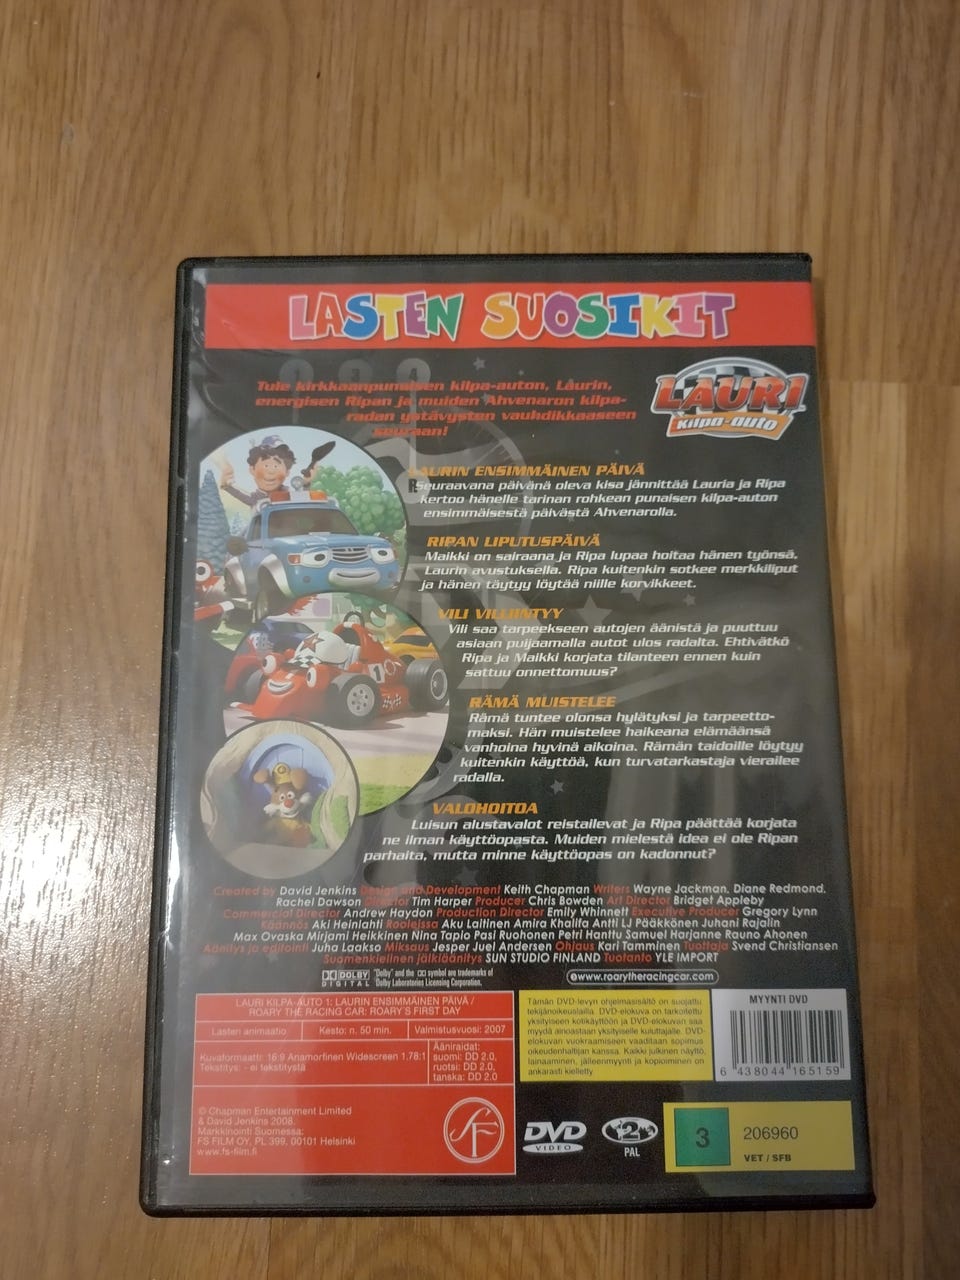 LASTEN SUOSIKIT
Tule kirkkaanpunaisen kilpa-auton, Laurin,
energisen Ripan ja muiden Ahvenaron kilpa-
radan ystävysten vauhdikkaaseen
seuraan!
LAURI
Kilpa-auto
LAURIN ENSIMMÄINEN PÄIVÄ
Seuraavana päivänä oleva kisa jännittää Lauria ja Ripa
kertoo hänelle tarinan rohkean punaisen kilpa-auton
ensimmäisestä päivästä Ahvenarolla.
RIPAN LIPUTUSPÄIVÄ
Maikki on sairaana ja Ripa lupaa hoitaa hänen työnsä.
Laurin avustuksella. Ripa kuitenkin sotkee merkkiliput
ja hänen täytyy löytää niille korvikkeet.
VILI VILLIINTYY
Vili saa tarpeekseen autojen äänistä ja puuttuu
asiaan puijaamalla autot ulos radalta. Ehtivätkö
Ripa ja Maikki korjata tilanteen ennen kuin
sattuu onnettomuus?
RÄMÄ MUISTELEE
Rämä tuntee olonsa hylätyksi ja tarpeetto-
maksi. Hän muistelee haikeana elämäänsä
vanhoina hyvinä aikoina. Rämän taidoille löytyy
kuitenkin käyttöä, kun turvatarkastaja vierailee
radalla.
VALOHOITOA
Luisun alustavalot reistailevat ja Ripa päättää korjata
ne ilman käyttöopasta. Muiden mielestä idea ei ole Ripan
parhaita, mutta minne käyttöopas on kadonnut?
Created by David Jenkins Design and Development Keith Chapman Writers Wayne Jackman, Diane Redmond,
Rachel Dawson Director Tim Harper Producer Chris Bowden Art Director Bridget Appleby
Commercial Director Andrew Haydon Production Director Emily Whinnett Executive Producer Gregory Lynn
Käännös Aki Heinlahti Rooleissa Aku Laitinen Amira Khalifa Antti LJ Pääkkönen Juhani Rajalin
Max Ovaska Mirjami Heikkinen Nina Tapio Pasi Ruohonen Petri Hanttu Samuel Harjanne Rauno Ahonen
Äänitys ja editointi Juha Laakso Miksaus Jesper Juel Andersen Ohjaus Kari Tamminen Tuottaja Svend Christiansen
Suomenkielinen jälkiäänitys SUN STUDIO FINLAND Tuotanto YLE IMPORT
DOLBY
DIGITAL
"Dolby" and the symbol are trademarks of
Dolby Laboratories Licensing Corporation.
www.roarytheracingcar.com
LAURI KILPA-AUTO 1: LAURIN ENSIMMÄINEN PÄIVÄ /
ROARY THE RACING CAR: ROARY'S FIRST DAY
Lasten animaatio
Kesto: n. 50 min.
Valmistusvuosi: 2007
Kuvaformaatti: 16:9 Anamorfinen Widescreen 1.78:1
Tekstitys: - ei tekstitystä
Ääniraidat:
suomi: DD 2.0,
ruotsi: DD 2.0,
tanska: DD 2.0
© Chapman Entertainment Limited
& David Jenkins 2008.
Markkinointi Suomessa:
FS FILM OY, PL 399, 00101 Helsinki
www.fs-film.fi
SF
Tämän DVD-levyn ohjelmasisältö on suojattu
tekijänoikeuslailla. DVD-elokuva on tarkoitettu
yksityiseen kotikäyttöön ja DVD-elokuvan saa
myydä ainoastaan yksityiselle kuluttajalle. DVD-
elokuvan vuokraamiseen vaaditaan sopimus
oikeudenhaltijan kanssa. Kaikki julkinen näyttö,
lainaaminen, jälleenmyynti ja kopioiminen on
ankarasti kielletty.
MYYNTI DVD
6 438044 165159
DVD
VIDEO
2
PAL
3
206960
VET / SFB